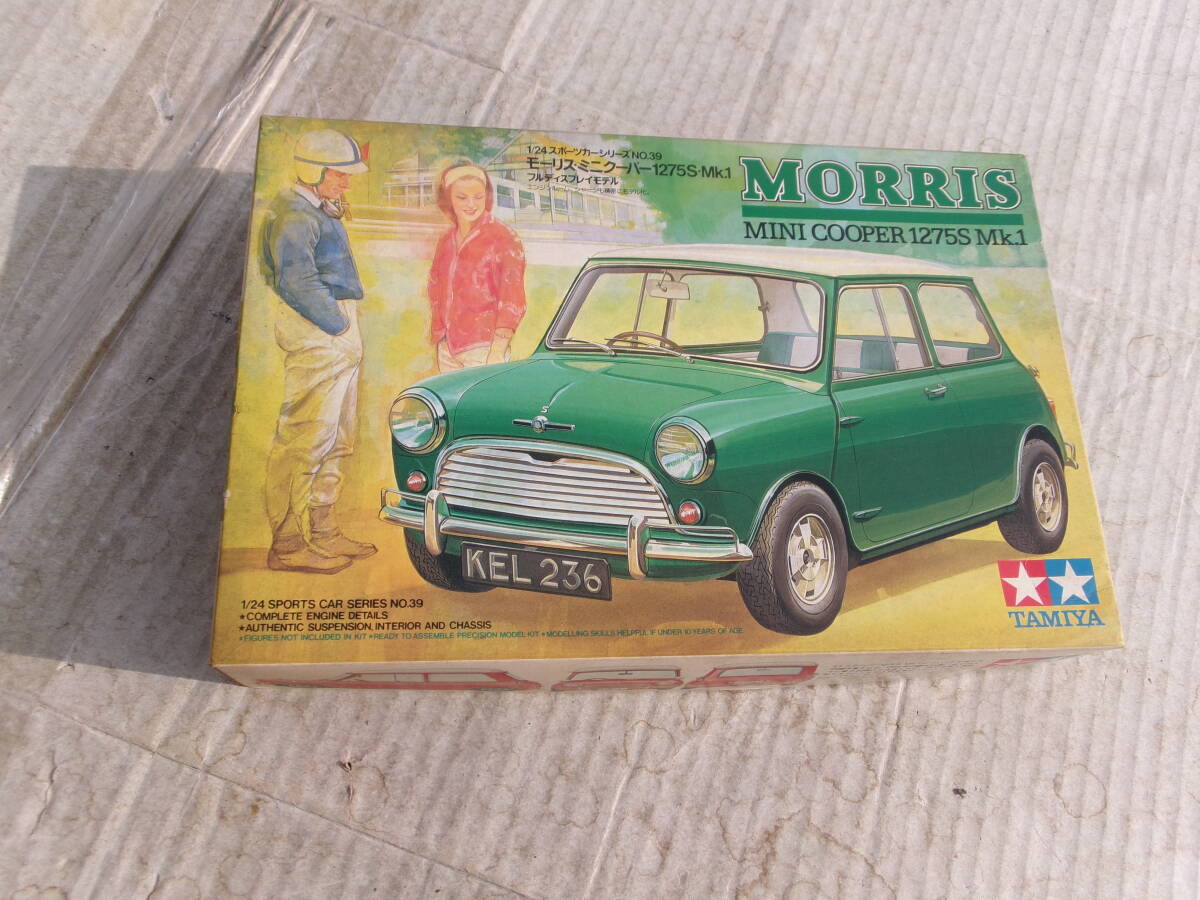 1/24 スポーツカーシリーズ NO.39
モーリス・ミニクーパー1275S・Mk.1
フルディスプレイモデル
MORRIS
MINI COOPER 1275S Mk.1
S
KEL 236
1/24 SPORTS CAR SERIES NO.39
★COMPLETE ENGINE DETAILS
★AUTHENTIC SUSPENSION, INTERIOR AND CHASSIS
★FIGURES NOT INCLUDED IN KIT ★READY TO ASSEMBLE PRECISION MODEL KIT ★MODELLING SKILLS HELPFUL IF UNDER 10 YEARS OF AGE
TAMIYA